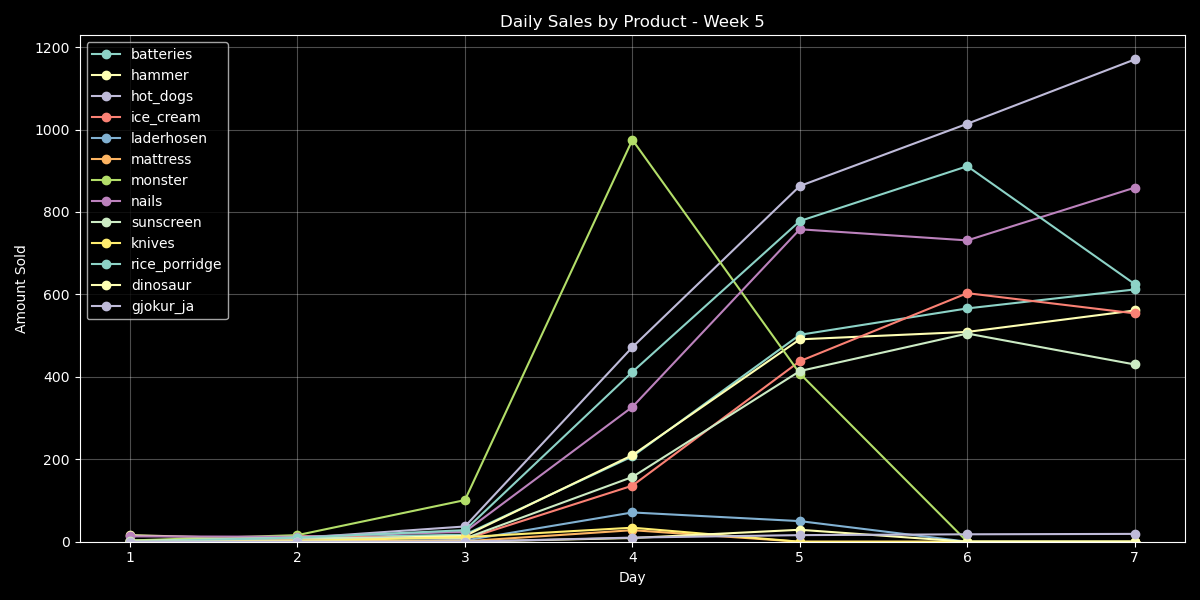 Daily Sales by Product - Week 5
1200
1000
800
600
400
200
0
Amount Sold
batteries
hammer
hot_dogs
ice_cream
laderhosen
mattress
monster
nails
sunscreen
knives
rice_porridge
dinosaur
gjokur_ja
1 2 3 4 5 6 7
Day